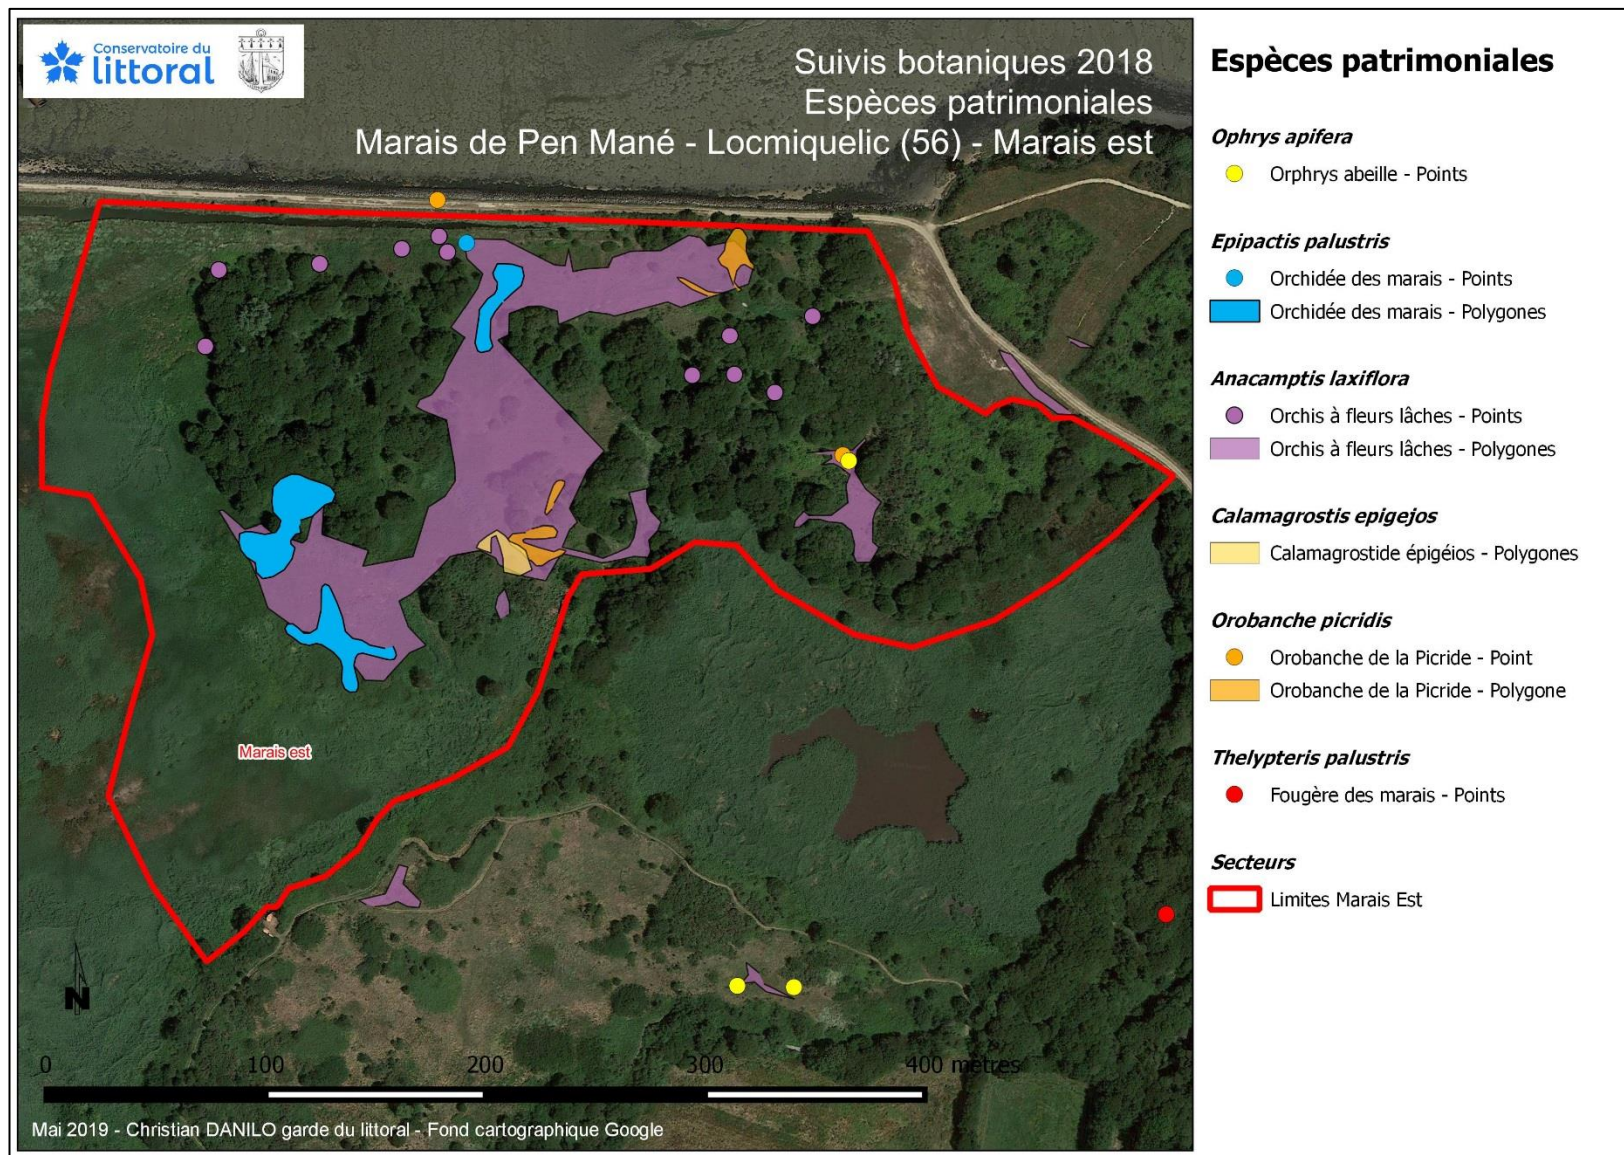 Conservatoire du
littoral
Suivis botaniques 2018
Espèces patrimoniales
Marais de Pen Mané - Locmiquelic (56) - Marais est
Marais est
N
0 100 200 300 400 mètres
Mai 2019 - Christian DANILO garde du littoral - Fond cartographique Google
Espèces patrimoniales
Ophrys apifera
Orphrys abeille - Points
Epipactis palustris
Orchidée des marais - Points
Orchidée des marais - Polygones
Anacamptis laxiflora
Orchis à fleurs lâches - Points
Orchis à fleurs lâches - Polygones
Calamagrostis epigejos
Calamagrostide épigéios - Polygones
Orobanche picridis
Orobanche de la Picride - Point
Orobanche de la Picride - Polygone
Thelypteris palustris
Fougère des marais - Points
Secteurs
Limites Marais Est